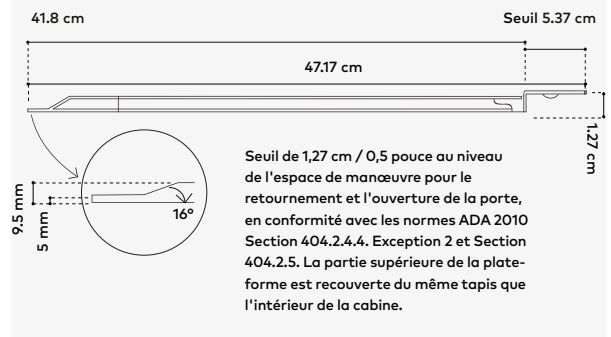 41.8 cm
Seuil 5.37 cm
47.17 cm
1.27 cm
9.5 mm
5 mm
16°
Seuil de 1,27 cm / 0,5 pouce au niveau
de l'espace de manœuvre pour le
retournement et l'ouverture de la porte,
en conformité avec les normes ADA 2010
Section 404.2.4.4. Exception 2 et Section
404.2.5. La partie supérieure de la plate-
forme est recouverte du même tapis que
l'intérieur de la cabine.